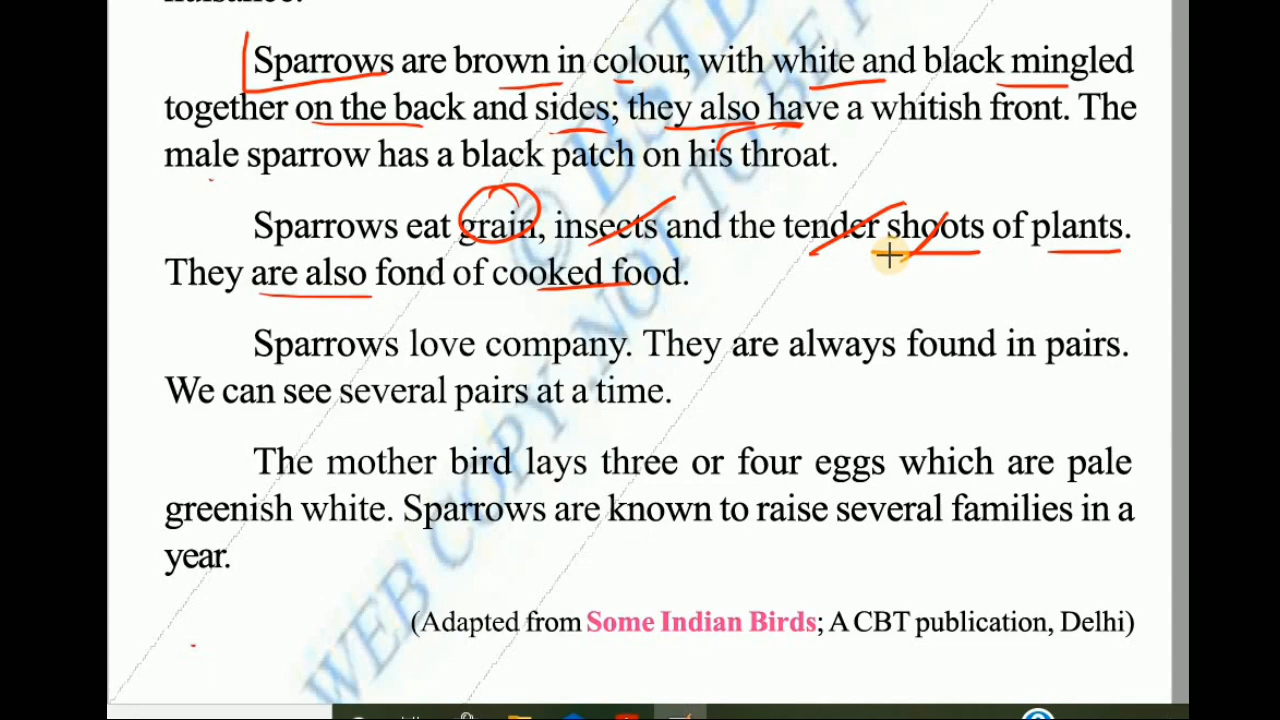 Sparrows are brown in colour, with white and black mingled
together on the back and sides; they also have a whitish front. The
male sparrow has a black patch on his throat.
Sparrows eat grain, insects and the tender shoots of plants.
They are also fond of cooked food.
Sparrows love company. They are always found in pairs.
We can see several pairs at a time.
The mother bird lays three or four eggs which are pale
greenish white. Sparrows are known to raise several families in a
year.
(Adapted from Some Indian Birds; A CBT publication, Delhi)